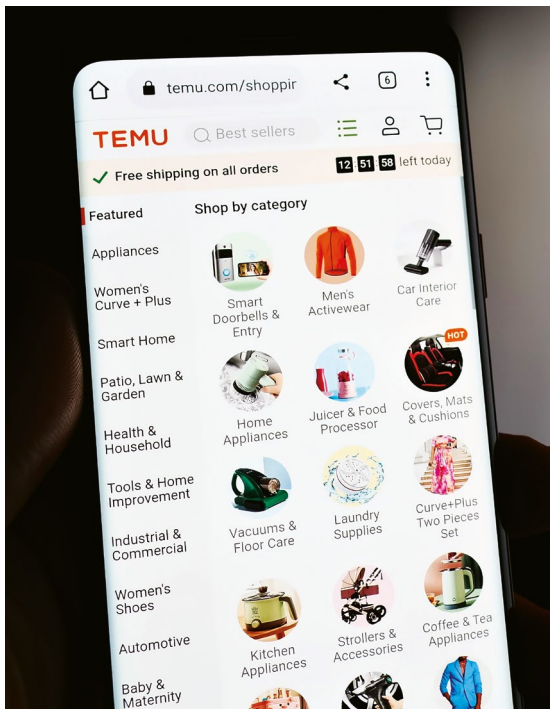 temu.com/shoppir
6
TEMU
Best sellers
Free shipping on all orders
12 51 58 left today
Featured
Appliances
Women's
Curve + Plus
Smart Home
Patio, Lawn &
Garden
Health &
Household
Tools & Home
Improvement
Industrial &
Commercial
Women's
Shoes
Automotive
Baby &
Maternity
Shop by category
Smart
Doorbells &
Entry
Men's
Activewear
Car Interior
Care
Home
Appliances
Juicer & Food
Processor
HOT
Covers, Mats
& Cushions
Vacuums &
Floor Care
Laundry
Supplies
Curve+Plus
Two Pieces
Set
Kitchen
Appliances
Strollers &
Accessories
Coffee & Tea
Appliances